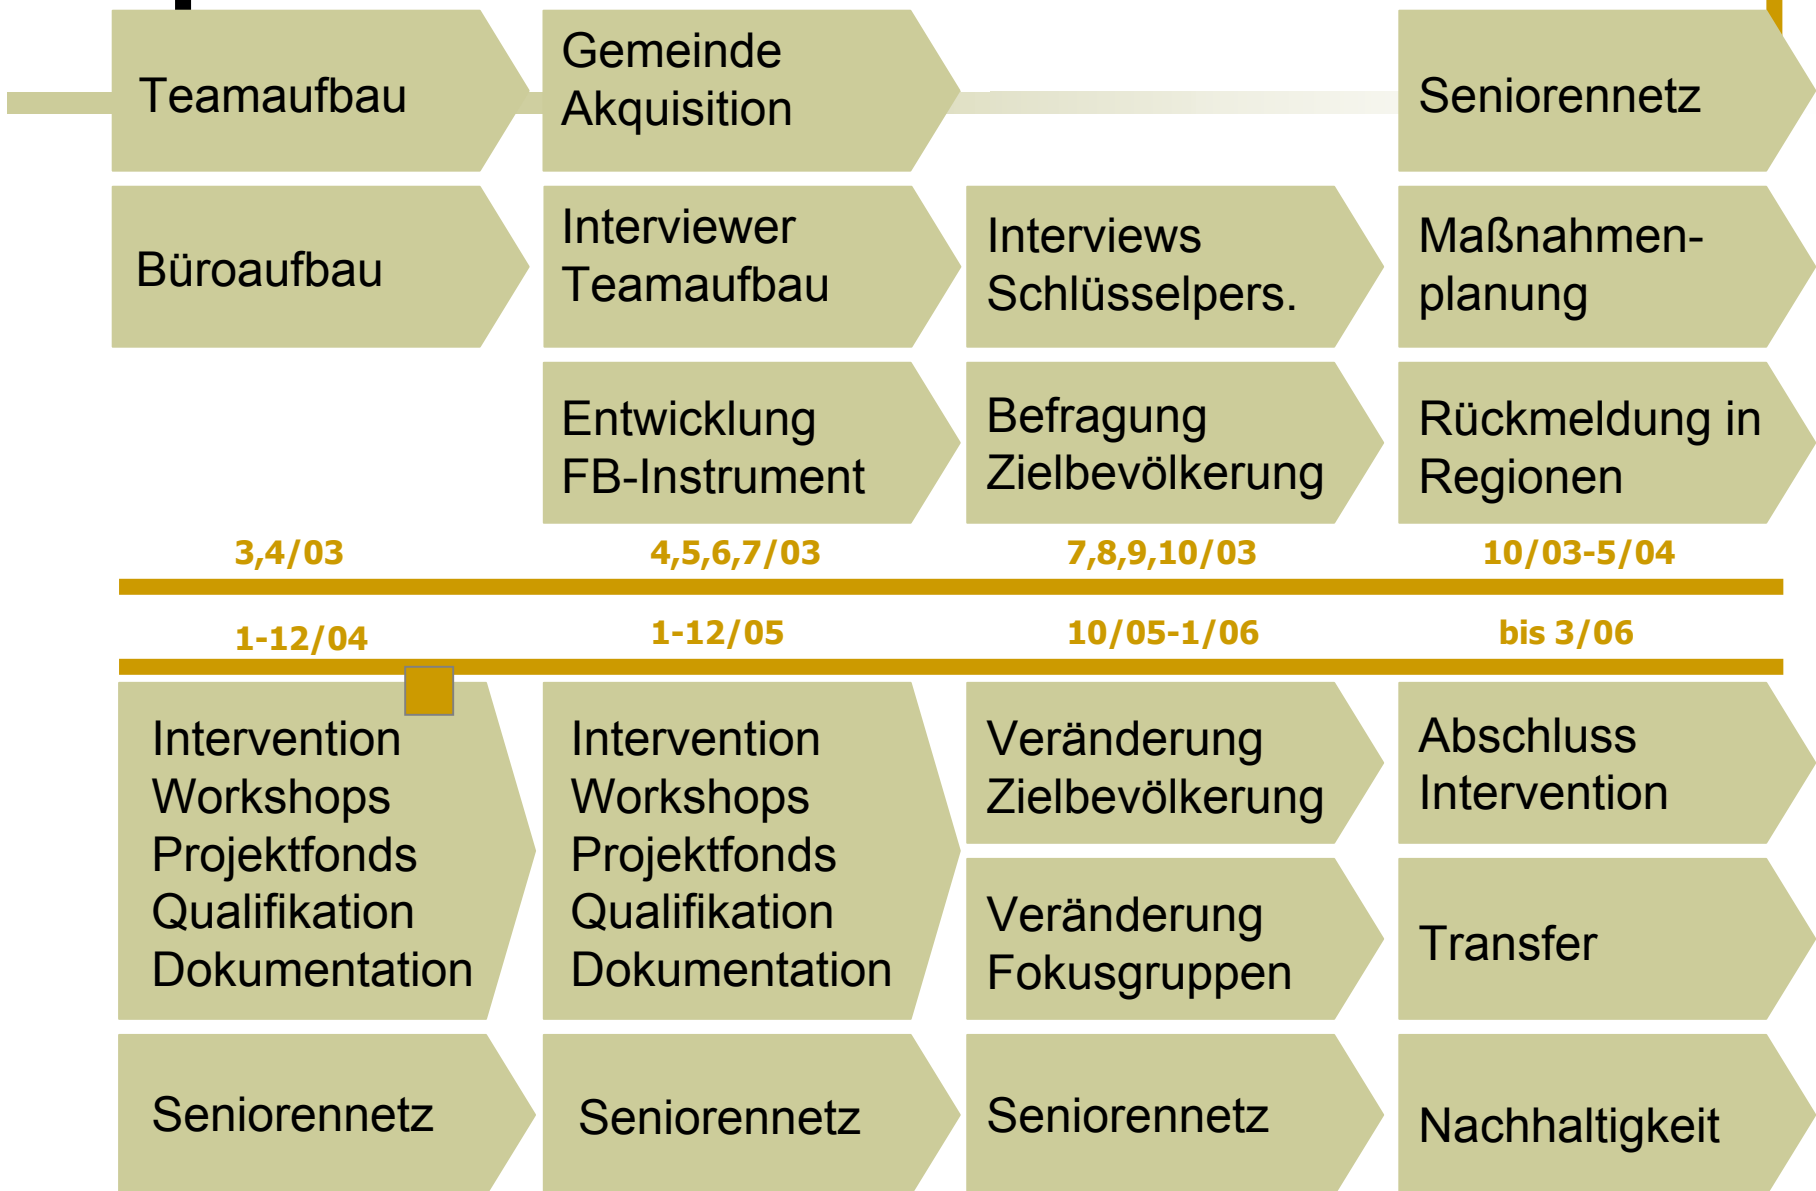 Teamaufbau
Gemeinde
Akquisition
Seniorennetz
Büroaufbau
Interviewer
Teamaufbau
Interviews
Schlüsselpers.
Maßnahmen-
planung
Entwicklung
FB-Instrument
Befragung
Zielbevölkerung
Rückmeldung in
Regionen
3,4/03
4,5,6,7/03
7,8,9,10/03
10/03-5/04
1-12/04
1-12/05
10/05-1/06
bis 3/06
Intervention
Workshops
Projektfonds
Qualifikation
Dokumentation
Intervention
Workshops
Projektfonds
Qualifikation
Dokumentation
Veränderung
Zielbevölkerung
Abschluss
Intervention
Veränderung
Fokusgruppen
Transfer
Seniorennetz
Seniorennetz
Seniorennetz
Nachhaltigkeit